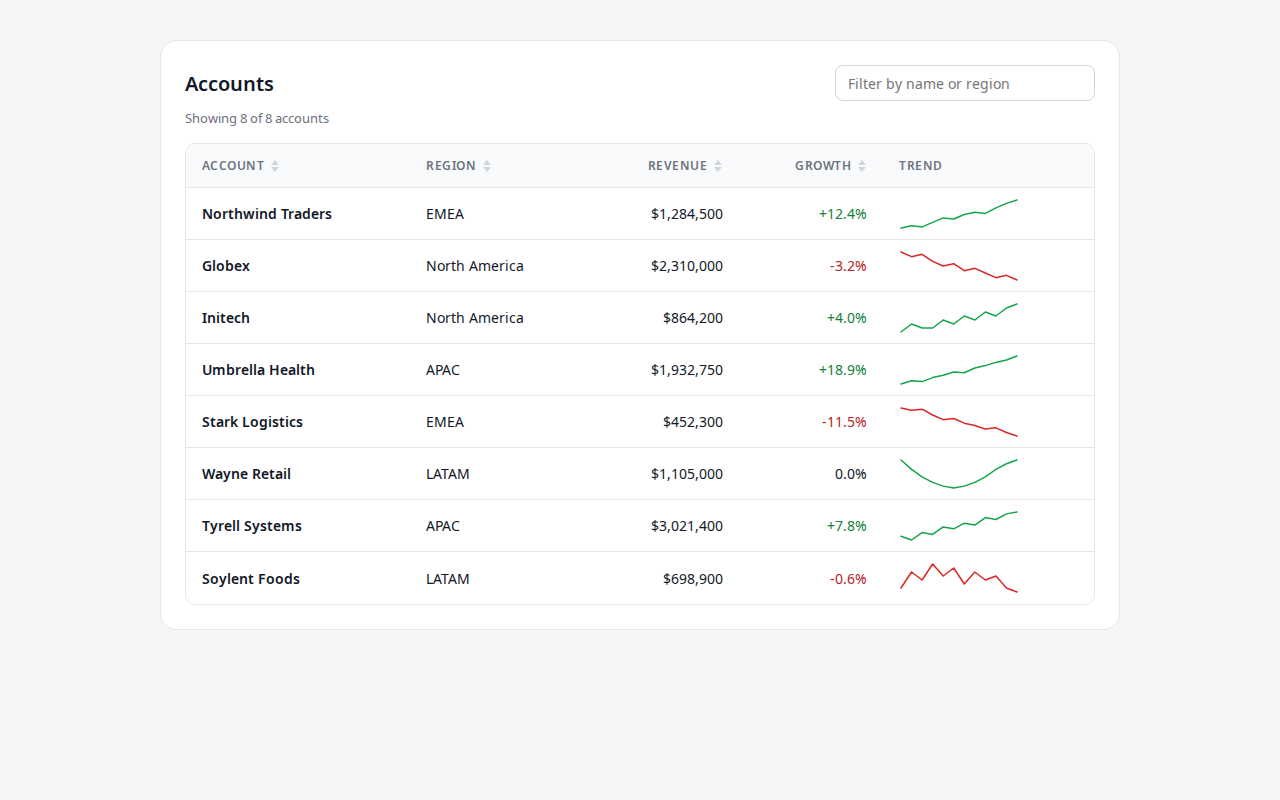 Accounts
Filter by name or region
Showing 8 of 8 accounts
ACCOUNT REGION REVENUE GROWTH TREND
Northwind Traders EMEA $1,284,500 +12.4%
Globex North America $2,310,000 -3.2%
Initech North America $864,200 +4.0%
Umbrella Health APAC $1,932,750 +18.9%
Stark Logistics EMEA $452,300 -11.5%
Wayne Retail LATAM $1,105,000 0.0%
Tyrell Systems APAC $3,021,400 +7.8%
Soylent Foods LATAM $698,900 -0.6%